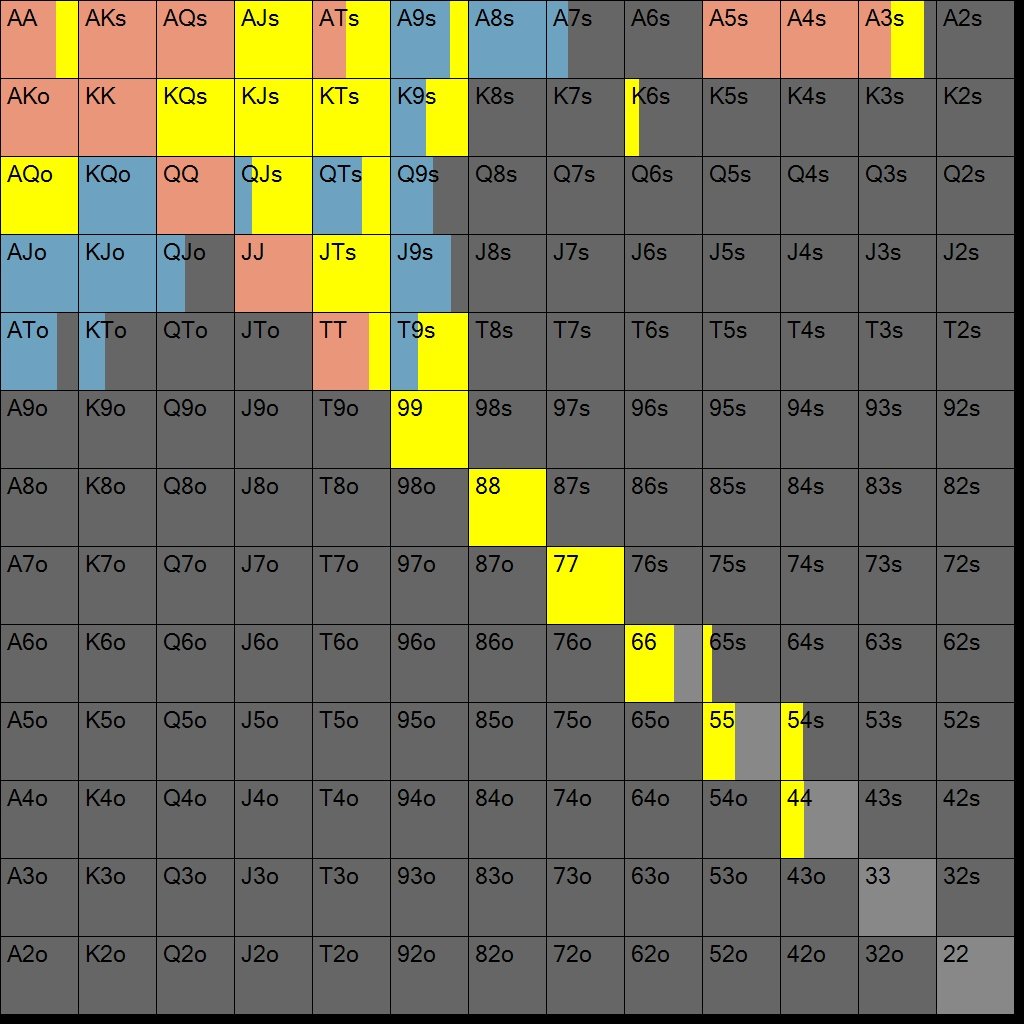 AA AKs AQs AJs ATs A9s A8s A7s A6s A5s A4s A3s A2s
AKo KK KQs KJs KTs K9s K8s K7s K6s K5s K4s K3s K2s
AQo KQo QQ QJs QTs Q9s Q8s Q7s Q6s Q5s Q4s Q3s Q2s
AJo KJo QJo JJ JTs J9s J8s J7s J6s J5s J4s J3s J2s
ATo KTo QTo JTo TT T9s T8s T7s T6s T5s T4s T3s T2s
A9o K9o Q9o J9o T9o 99 98s 97s 96s 95s 94s 93s 92s
A8o K8o Q8o J8o T8o 98o 88 87s 86s 85s 84s 83s 82s
A7o K7o Q7o J7o T7o 97o 87o 77 76s 75s 74s 73s 72s
A6o K6o Q6o J6o T6o 96o 86o 76o 66 65s 64s 63s 62s
A5o K5o Q5o J5o T5o 95o 85o 75o 65o 55 54s 53s 52s
A4o K4o Q4o J4o T4o 94o 84o 74o 64o 54o 44 43s 42s
A3o K3o Q3o J3o T3o 93o 83o 73o 63o 53o 43o 33 32s
A2o K2o Q2o J2o T2o 92o 82o 72o 62o 52o 42o 32o 22